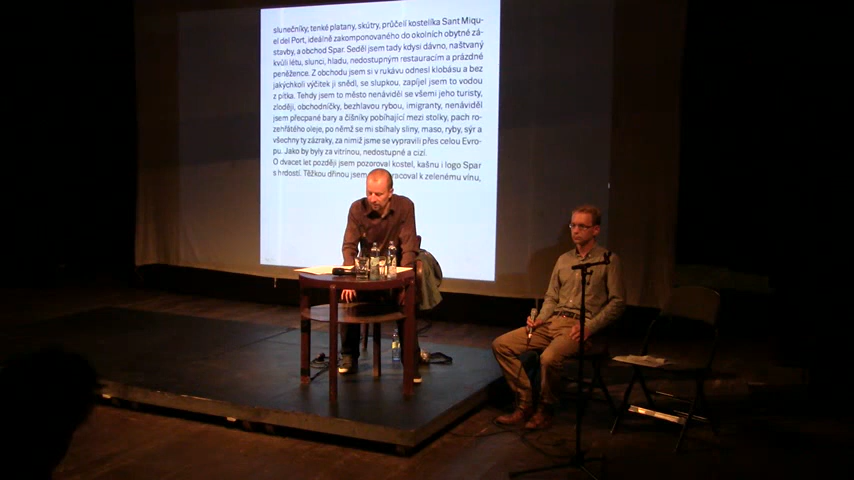 slunečníky, tenké platany, skútry, průčelí kostelíka Sant Miqu-
el del Port, ideálně zakomponovaného do okolních obytné zá-
stavby, a obchod Spar. Seděl jsem tady kdysi dávno, naštvaný
kvůli létu, slunci, hladu, nedostupným restauracím a prázdné
peněžence. Z obchodu jsem si v rukávu odnesl klobásu a bez
jakýchkoli výčitek ji snědl, se slupkou, zapíjel jsem to vodou
z pítka. Tehdy jsem to město nenáviděl se všemi jeho turisty,
zloději, obchodníčky, bezhlavou rybou, imigranty, nenáviděl
jsem přecpané bary a číšníky pobíhající mezi stolky, pach ro-
zehřátého oleje, po němž se mi sbíhaly sliny, maso, ryby, sýr a
všechny ty zázraky, za nimiž jsme se vypravili přes celou Evro-
pu. Jako by byly za vitrínou, nedostupné a cizí.
O dvacet let později jsem pozoroval kostel, kašnu i logo Spar
s hrdostí. Těžkou dřinou jsem racoval k zelenému vínu,